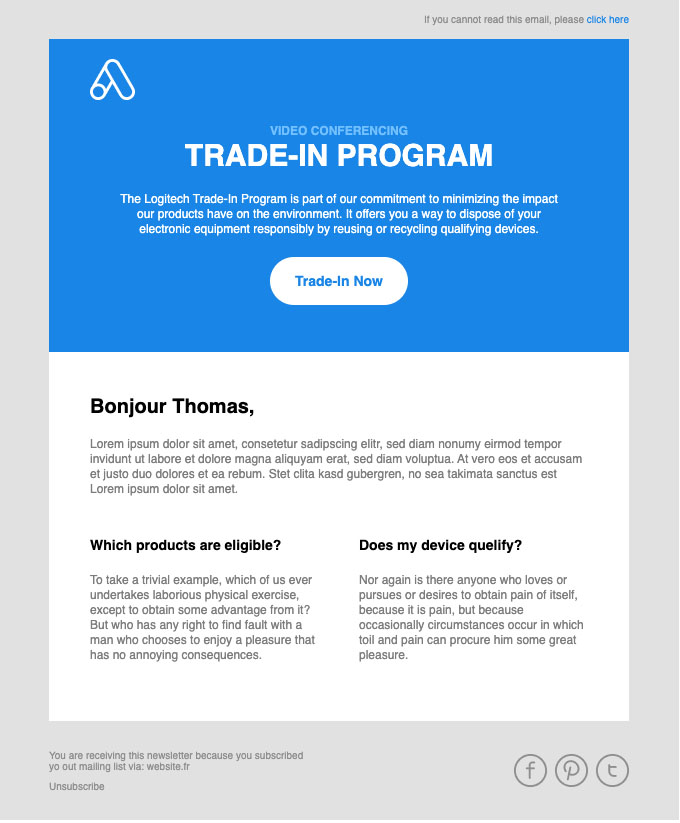 If you cannot read this email, please click here
VIDEO CONFERENCING
TRADE-IN PROGRAM
The Logitech Trade-In Program is part of our commitment to minimizing the impact
our products have on the environment. It offers you a way to dispose of your
electronic equipment responsibly by reusing or recycling qualifying devices.
Trade-In Now
Bonjour Thomas,
Lorem ipsum dolor sit amet, consetetur sadipscing elitr, sed diam nonumy eirmod tempor
invidunt ut labore et dolore magna aliquyam erat, sed diam voluptua. At vero eos et accusam
et justo duo dolores et ea rebum. Stet clita kasd gubergren, no sea takimata sanctus est
Lorem ipsum dolor sit amet.
Which products are eligible?
To take a trivial example, which of us ever
undertakes laborious physical exercise,
except to obtain some advantage from it?
But who has any right to find fault with a
man who chooses to enjoy a pleasure that
has no annoying consequences.
Does my device quelify?
Nor again is there anyone who loves or
pursues or desires to obtain pain of itself,
because it is pain, but because
occasionally circumstances occur in which
toil and pain can procure him some great
pleasure.
You are receiving this newsletter because you subscribed
yo out mailing list via: website.fr
Unsubscribe